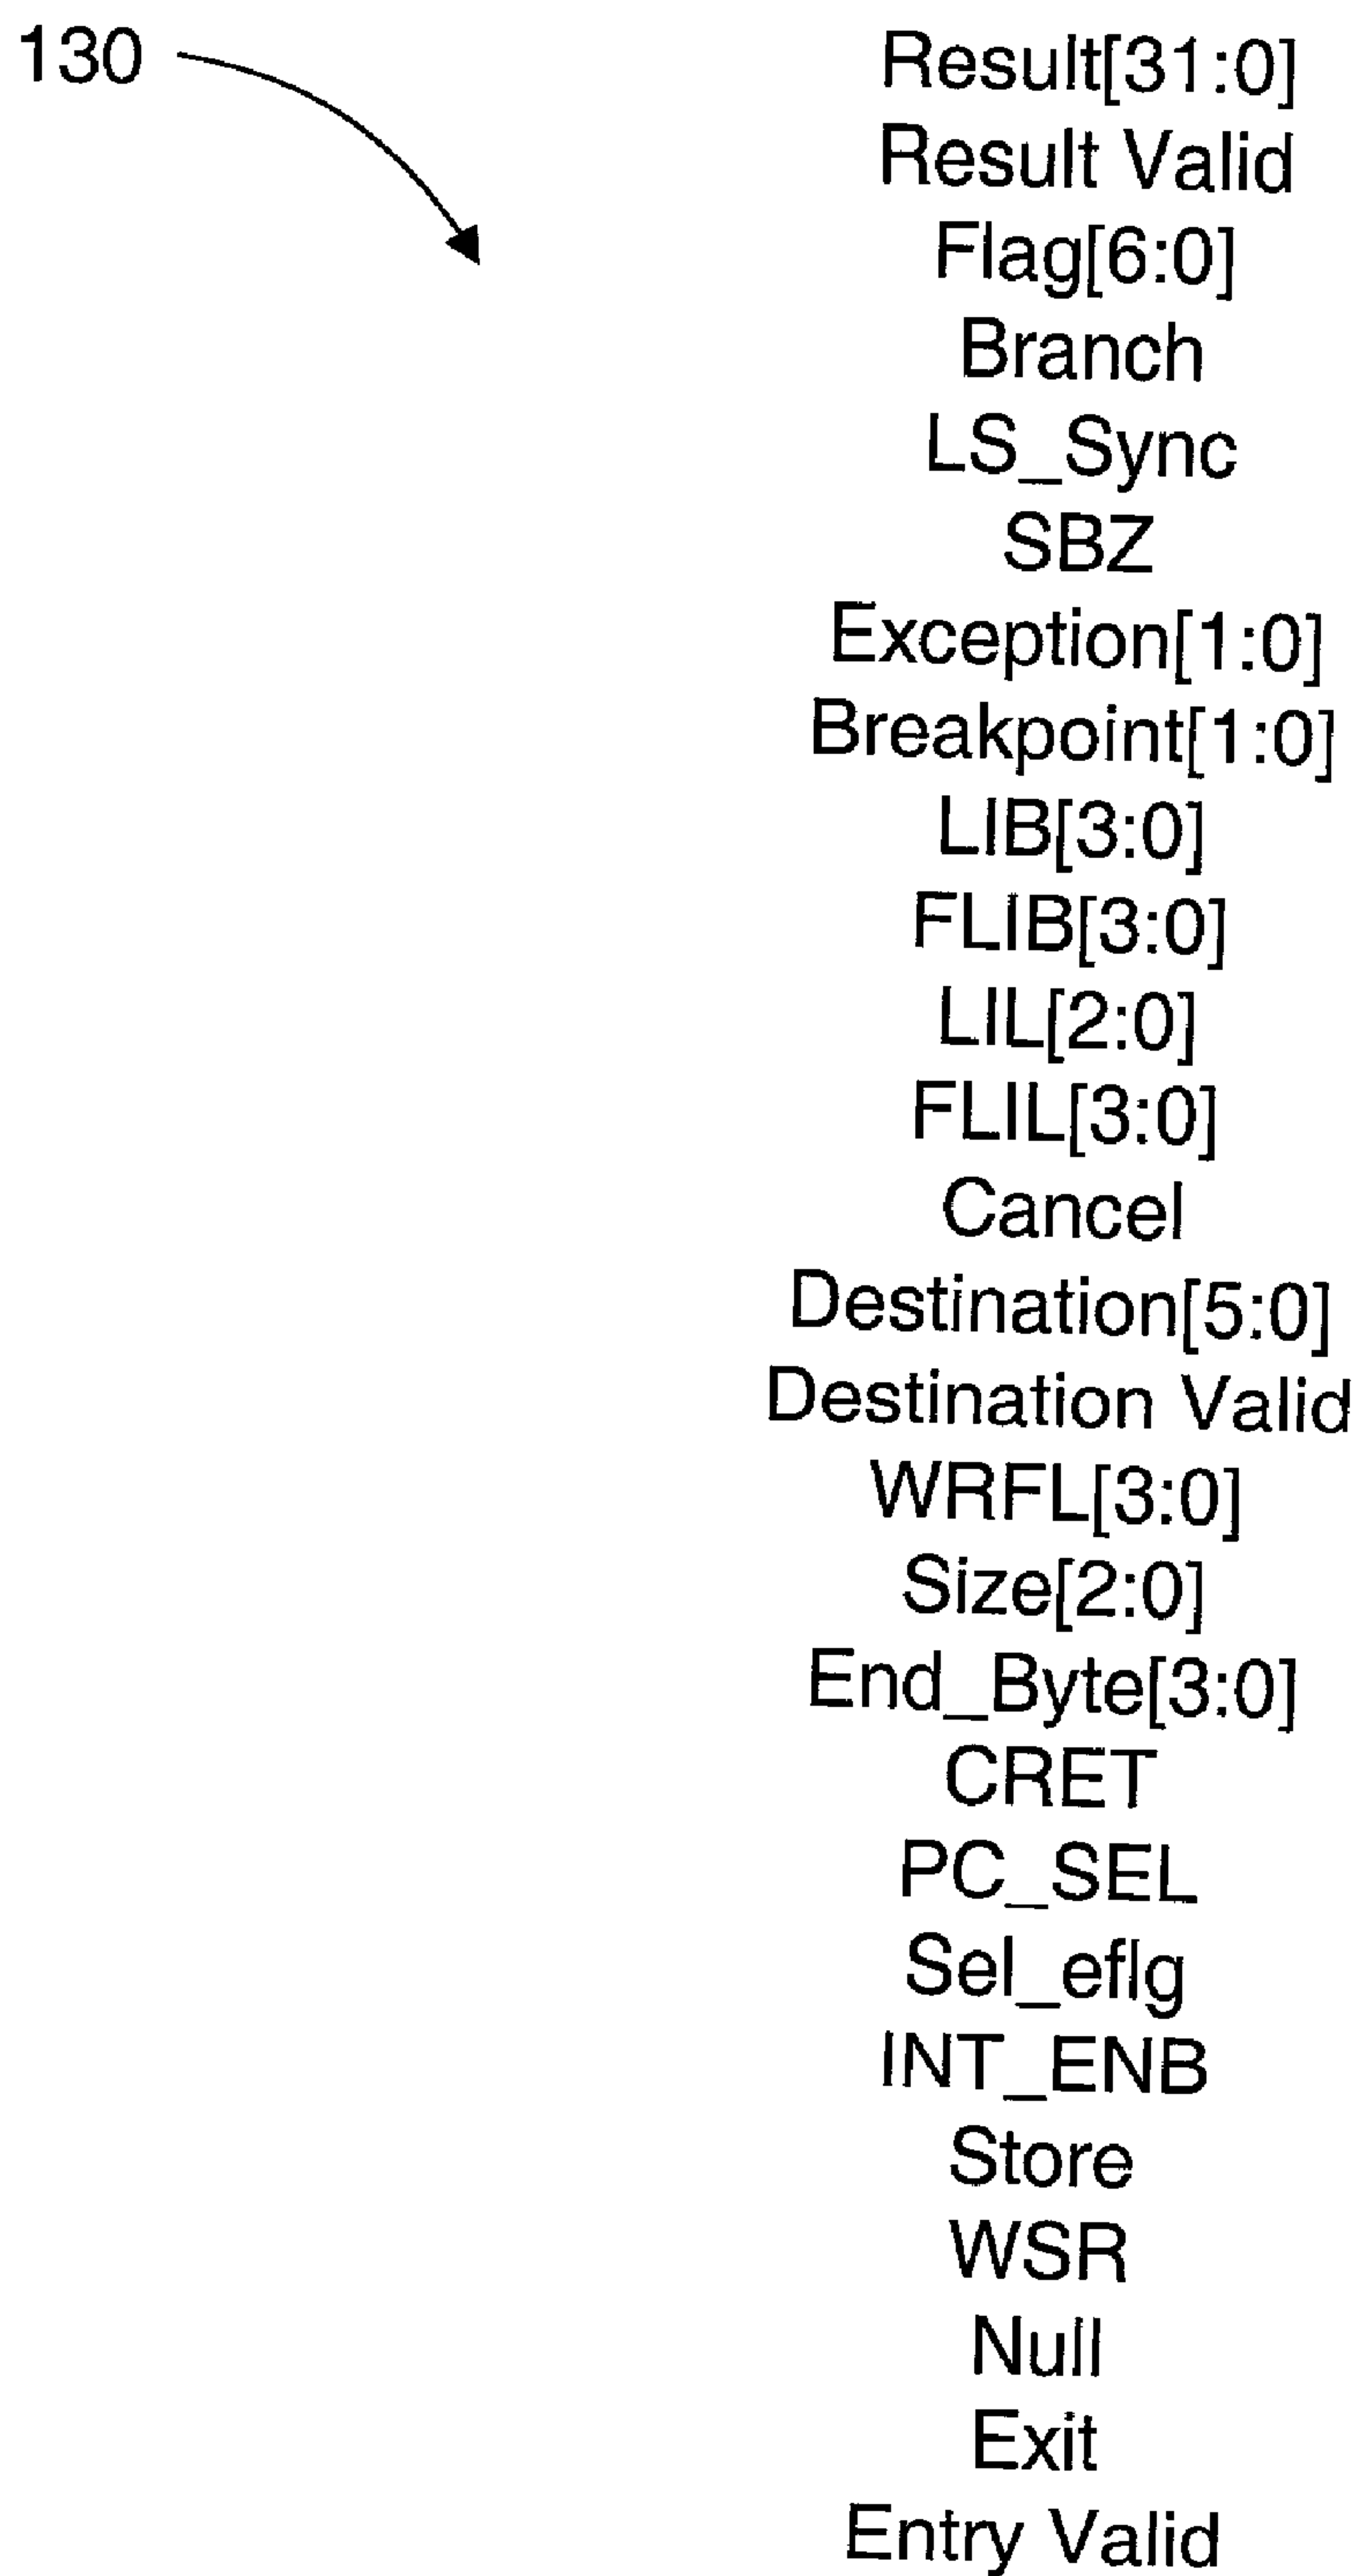 130
Result[31:0]
Result Valid
Flag[6:0]
Branch
LS_Sync
SBZ
Exception[1:0]
Breakpoint[1:0]
LIB[3:0]
FLIB[3:0]
LIL[2:0]
FLIL[3:0]
Cancel
Destination[5:0]
Destination Valid
WRFL[3:0]
Size[2:0]
End_Byte[3:0]
CRET
PC_SEL
Sel_eflg
INT_ENB
Store
WSR
Null
Exit
Entry Valid